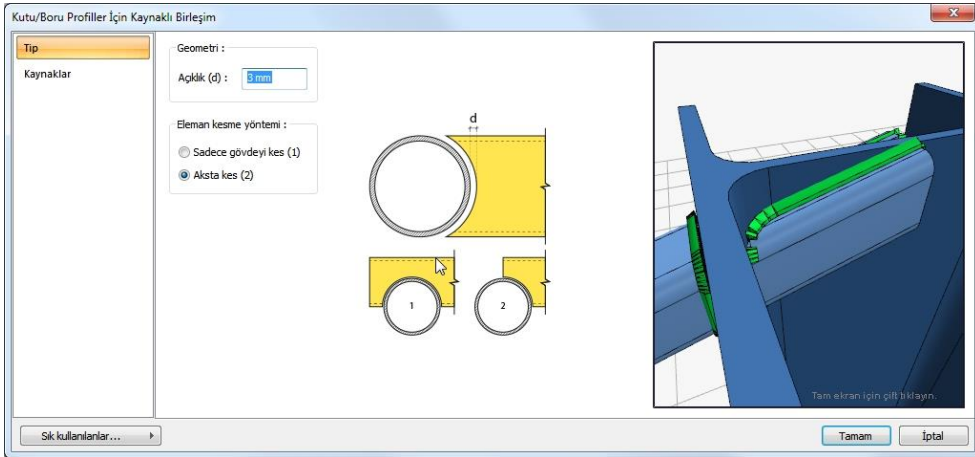 Kutu/Boru Profiller İçin Kaynaklı Birleşim
Tip
Kaynaklar
Geometri :
Açıklık (d) :
3 mm
Eleman kesme yöntemi :
Sadece gövdeyi kes (1)
Aksta kes (2)
d
1
2
Tam ekran için çift tıklayın.
Sık kullanılanlar...
Tamam
İptal